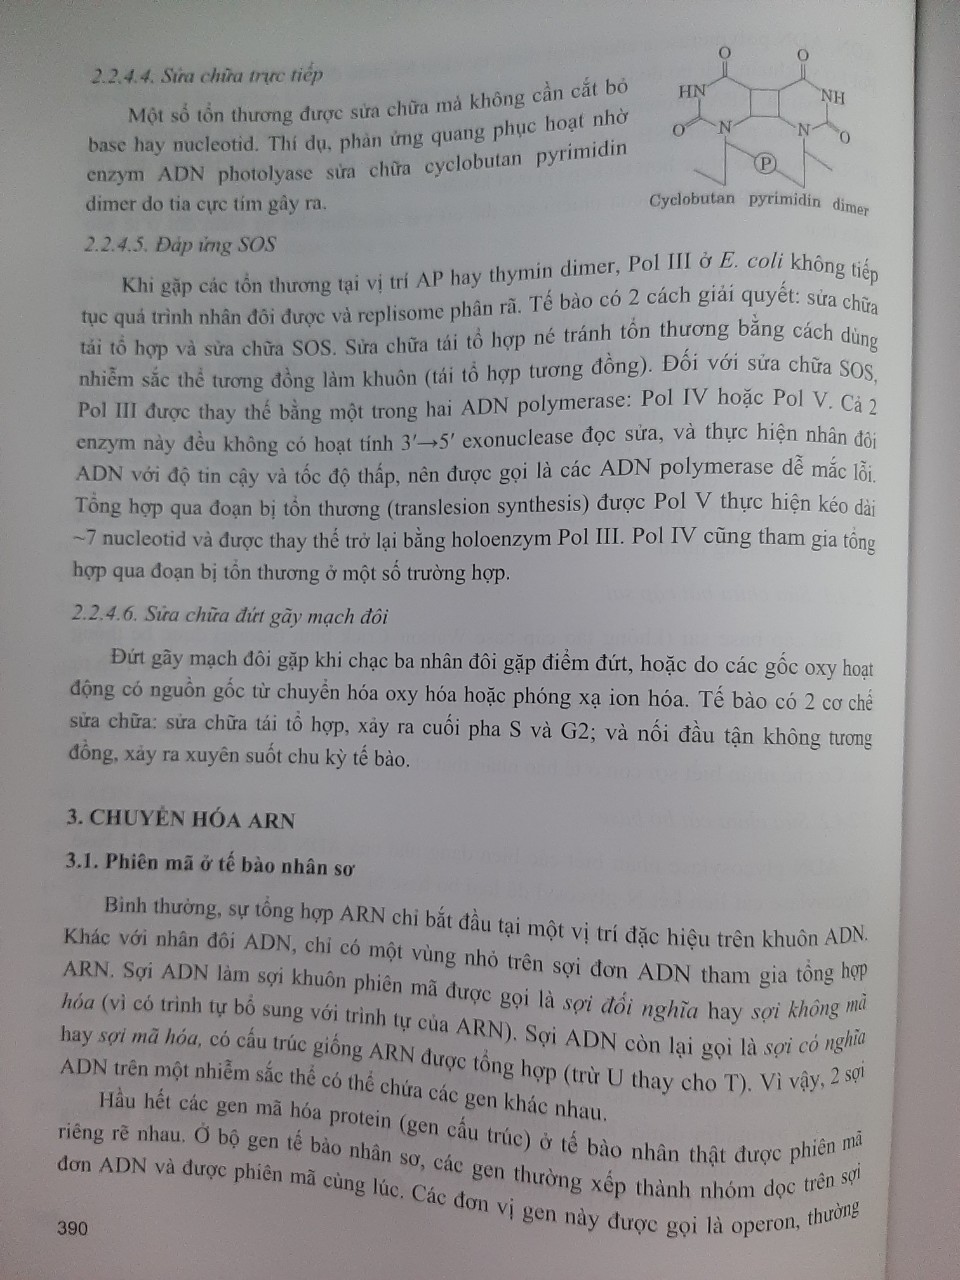 2.2.4.4. Sửa chữa trực tiếp
Một số tổn thương được sửa chữa mà không cần cắt bỏ
base hay nucleotid. Thí dụ, phản ứng quang phục hoạt nhờ
enzym ADN photolyase sửa chữa cyclobutan pyrimidin
dimer do tia cực tím gây ra.
O O
HN NH
O N N O
P
Cyclobutan pyrimidin dimer
2.2.4.5. Đáp ứng SOS
Khi gặp các tổn thương tại vị trí AP hay thymin dimer, Pol III ở E. coli không tiếp
tục quá trình nhân đôi được và replisome phân rã. Tế bào có 2 cách giải quyết: sửa chữa
tái tổ hợp và sửa chữa SOS. Sửa chữa tái tổ hợp né tránh tổn thương bằng cách dùng
nhiễm sắc thể tương đồng làm khuôn (tái tổ hợp tương đồng). Đối với sửa chữa SOS,
Pol III được thay thế bằng một trong hai ADN polymerase: Pol IV hoặc Pol V. Cả 2
enzym này đều không có hoạt tính 3′→5′ exonuclease đọc sửa, và thực hiện nhân đôi
ADN với độ tin cậy và tốc độ thấp, nên được gọi là các ADN polymerase dễ mắc lỗi.
Tổng hợp qua đoạn bị tổn thương (translesion synthesis) được Pol V thực hiện kéo dài
~7 nucleotid và được thay thế trở lại bằng holoenzym Pol III. Pol IV cũng tham gia tổng
hợp qua đoạn bị tổn thương ở một số trường hợp.
2.2.4.6. Sửa chữa đứt gãy mạch đôi
Đứt gãy mạch đôi gặp khi chạc ba nhân đôi gặp điểm đứt, hoặc do các gốc oxy hoạt
động có nguồn gốc từ chuyển hóa oxy hóa hoặc phóng xạ ion hóa. Tế bào có 2 cơ chế
sửa chữa: sửa chữa tái tổ hợp, xảy ra cuối pha S và G2; và nối đầu tận không tương
đồng, xảy ra xuyên suốt chu kỳ tế bào.
3. CHUYỂN HÓA ARN
3.1. Phiên mã ở tế bào nhân sơ
Bình thường, sự tổng hợp ARN chỉ bắt đầu tại một vị trí đặc hiệu trên khuôn ADN.
Khác với nhân đôi ADN, chỉ có một vùng nhỏ trên sợi đơn ADN tham gia tổng hợp
ARN. Sợi ADN làm sợi khuôn phiên mã được gọi là sợi đối nghĩa hay sợi không mã
hóa (vì có trình tự bổ sung với trình tự của ARN). Sợi ADN còn lại gọi là sợi có nghĩa
hay sợi mã hóa, có cấu trúc giống ARN được tổng hợp (trừ U thay cho T). Vì vậy, 2 sợi
ADN trên một nhiễm sắc thể có thể chứa các gen khác nhau.
Hầu hết các gen mã hóa protein (gen cấu trúc) ở tế bào nhân thật được phiên mã
riêng rẽ nhau. Ở bộ gen tế bào nhân sơ, các gen thường xếp thành nhóm dọc trên sợi
đơn ADN và được phiên mã cùng lúc. Các đơn vị gen này được gọi là operon, thường
390